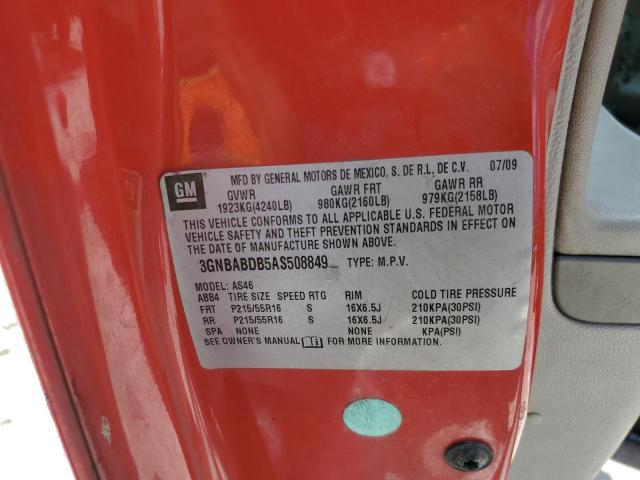 GM
MFD BY GENERAL MOTORS DE MEXICO, S. DE R.L. DE C.V. 07/09
GVWR GAWR FRT GAWR RR
1923KG(4240LB) 980KG(2160LB) 979KG(2158LB)
THIS VEHICLE CONFORMS TO ALL APPLICABLE U.S. FEDERAL MOTOR
VEHICLE SAFETY AND THEFT PREVENTION STANDARDS IN EFFECT ON
THE DATE OF MANUFACTURE SHOWN ABOVE.
3GNBABDB5AS508849 TYPE: M.P.V.
MODEL: AS46
ABB4 TIRE SIZE SPEED RTG RIM COLD TIRE PRESSURE
FRT P215/55R16 S 16X6.5J 210KPA(30PSI)
RR P215/55R16 S 16X6.5J 210KPA(30PSI)
SPA NONE NONE KPA(PSI)
SEE OWNER'S MANUAL FOR MORE INFORMATION.